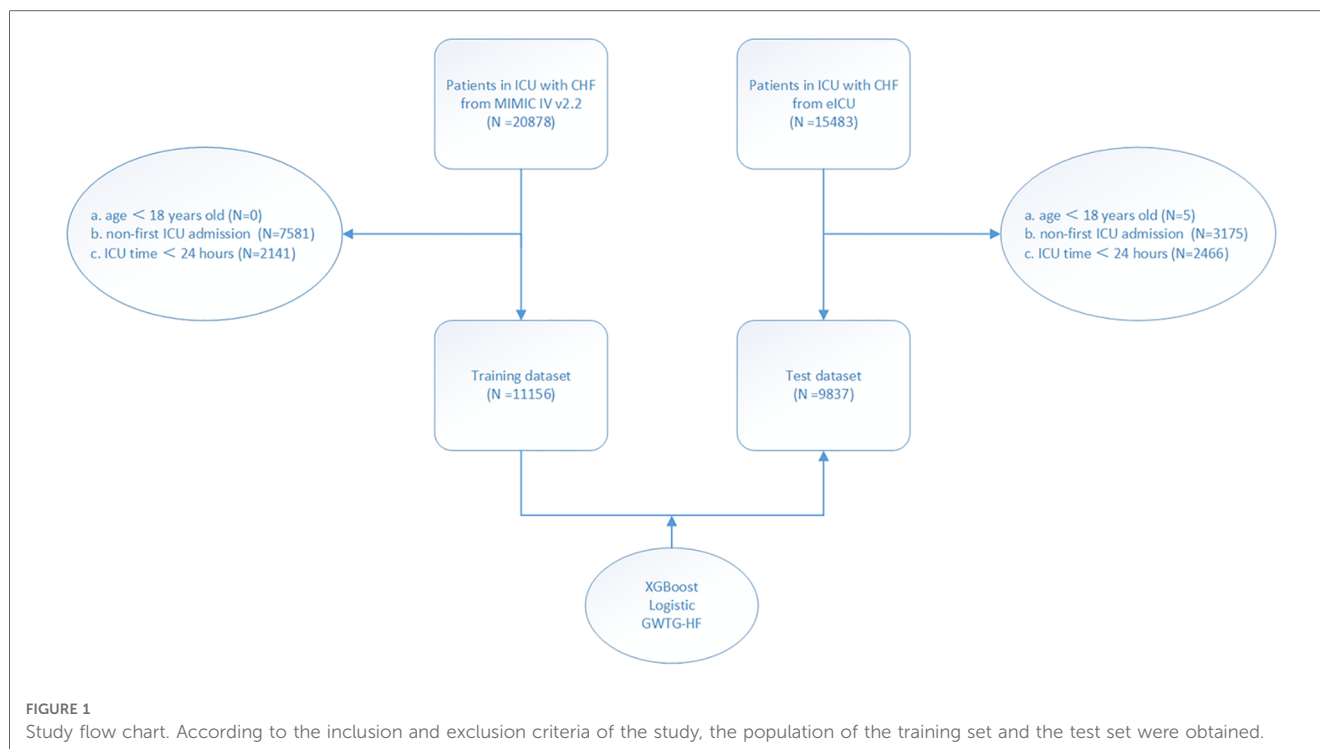 Patients in ICU with CHF
from MIMIC IV v2.2
(N =20878)
Patients in ICU with CHF
from eICU
(N =15483)
a. age < 18 years old (N=0)
b. non-first ICU admission (N=7581)
c. ICU time < 24 hours (N=2141)
a. age < 18 years old (N=5)
b. non-first ICU admission (N=3175)
c. ICU time < 24 hours (N=2466)
Training dataset
(N =11156)
Test dataset
(N =9837)
XGBoost
Logistic
GWTG-HF
FIGURE 1
Study flow chart. According to the inclusion and exclusion criteria of the study, the population of the training set and the test set were obtained.